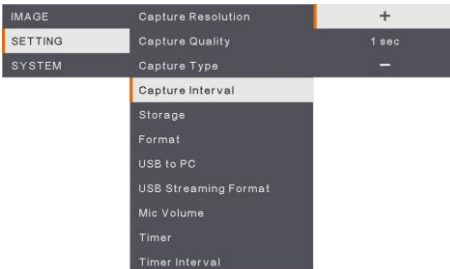 IMAGE
SETTING
SYSTEM
Capture Resolution
Capture Quality
Capture Type
Capture Interval
Storage
Format
USB to PC
USB Streaming Format
Mic Volume
Timer
Timer Interval
+
1 sec
−